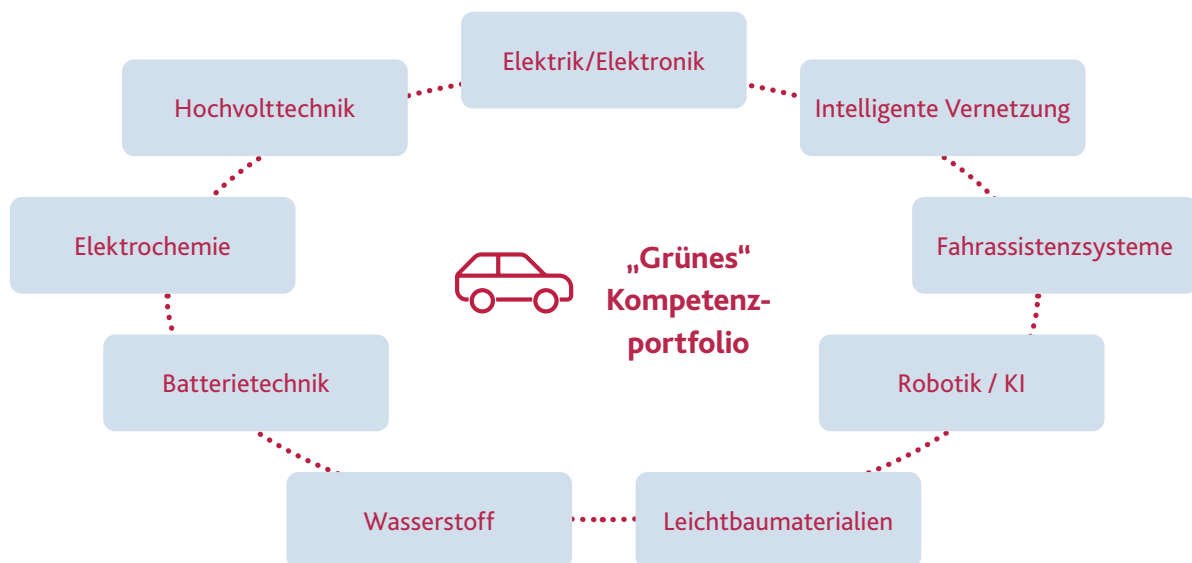 Elektrik/Elektronik
Hochvolttechnik
Intelligente Vernetzung
Elektrochemie
Fahrassistenzsysteme
„Grünes“
Kompetenz-
portfolio
Batterietechnik
Robotik / KI
Wasserstoff
Leichtbaumaterialien